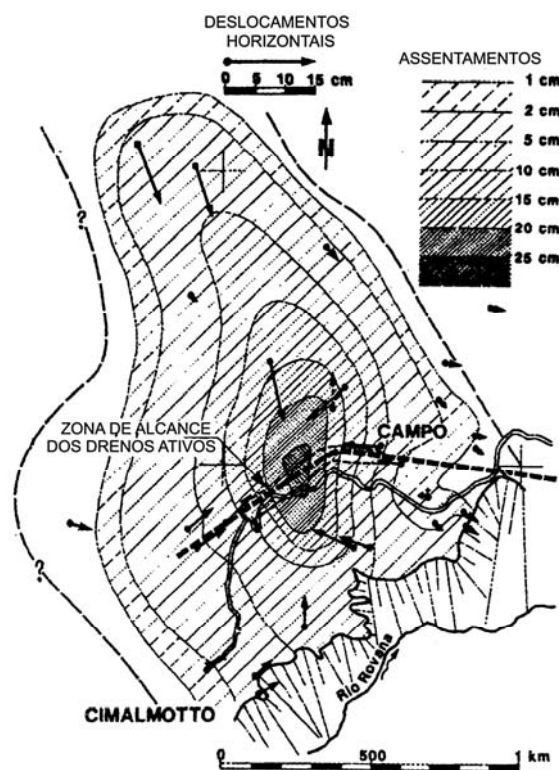 DESLOCAMENTOS
HORIZONTAIS
0 5 10 15 cm
N
ASSENTAMENTOS
1 cm
2 cm
5 cm
10 cm
15 cm
20 cm
25 cm
?
ZONA DE ALCANCE
DOS DRENOS ATIVOS
CAMPO
?
CIMALMOTTO
Rio Rovana
0 500 1 km